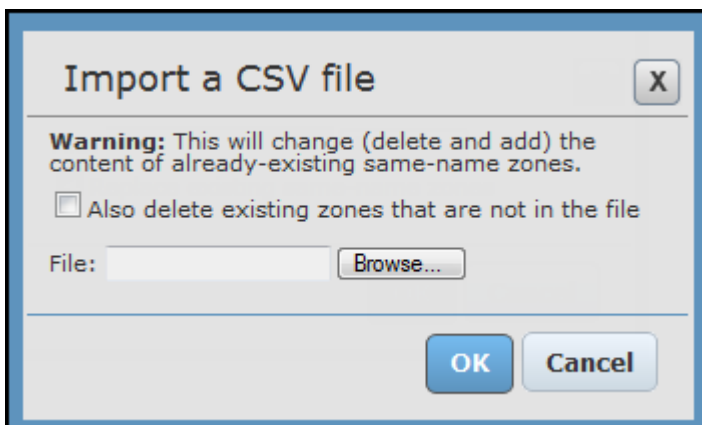 Import a CSV file
X
Warning: This will change (delete and add) the
content of already-existing same-name zones.
Also delete existing zones that are not in the file
File: Browse...
OK Cancel